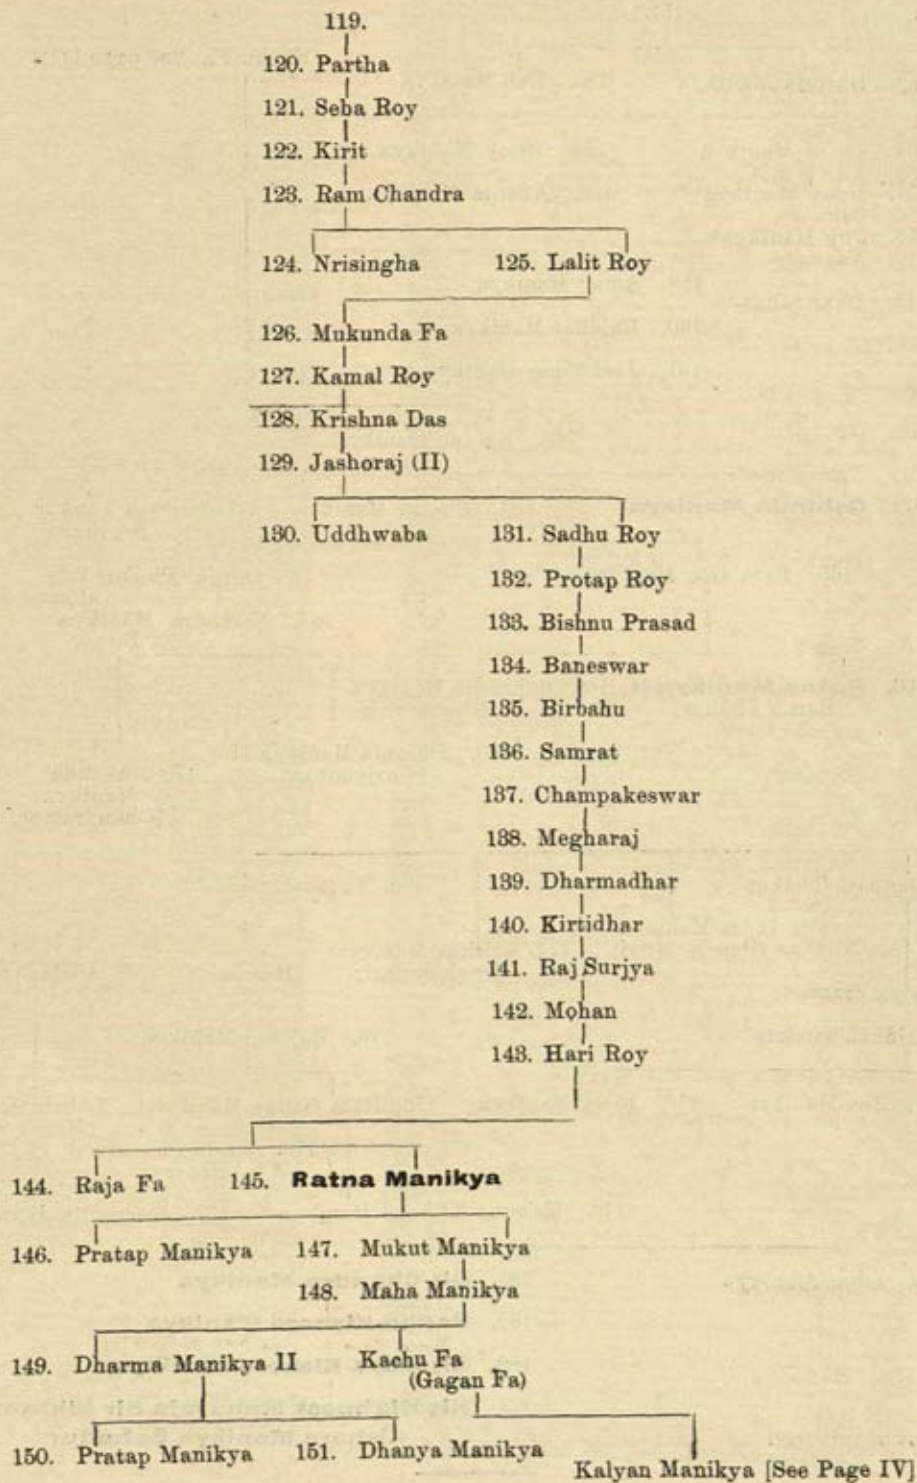 119.
120. Partha
121. Seba Roy
122. Kirit
123. Ram Chandra
124. Nrisingha 125. Lalit Roy
126. Mukunda Fa
127. Kamal Roy
128. Krishna Das
129. Jashoraj (II)
130. Uddhwaba 131. Sadhu Roy
132. Protap Roy
133. Bishnu Prasad
134. Baneswar
135. Birbahu
136. Samrat
137. Champakeswar
138. Megharaj
139. Dharmadhar
140. Kirtidhar
141. Raj Surjya
142. Mohan
143. Hari Roy
144. Raja Fa 145. Ratna Manikya
146. Pratap Manikya 147. Mukut Manikya
148. Maha Manikya
149. Dharma Manikya II Kachu Fa
(Gagan Fa)
150. Pratap Manikya 151. Dhanya Manikya
Kalyan Manikya [See Page IV]